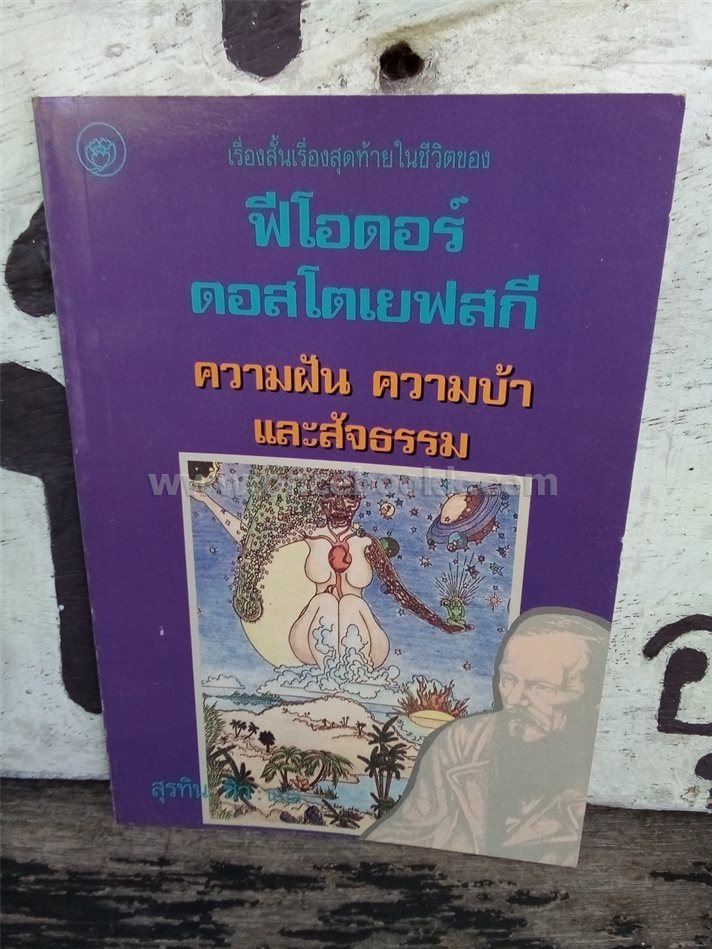 เรื่องสั้นเรื่องสุดท้ายในชีวิตของ
ฟีโอดอร์
ดอสโตเยฟสกี
ความฝัน ความบ้า
และสัจธรรม
สุรทิน